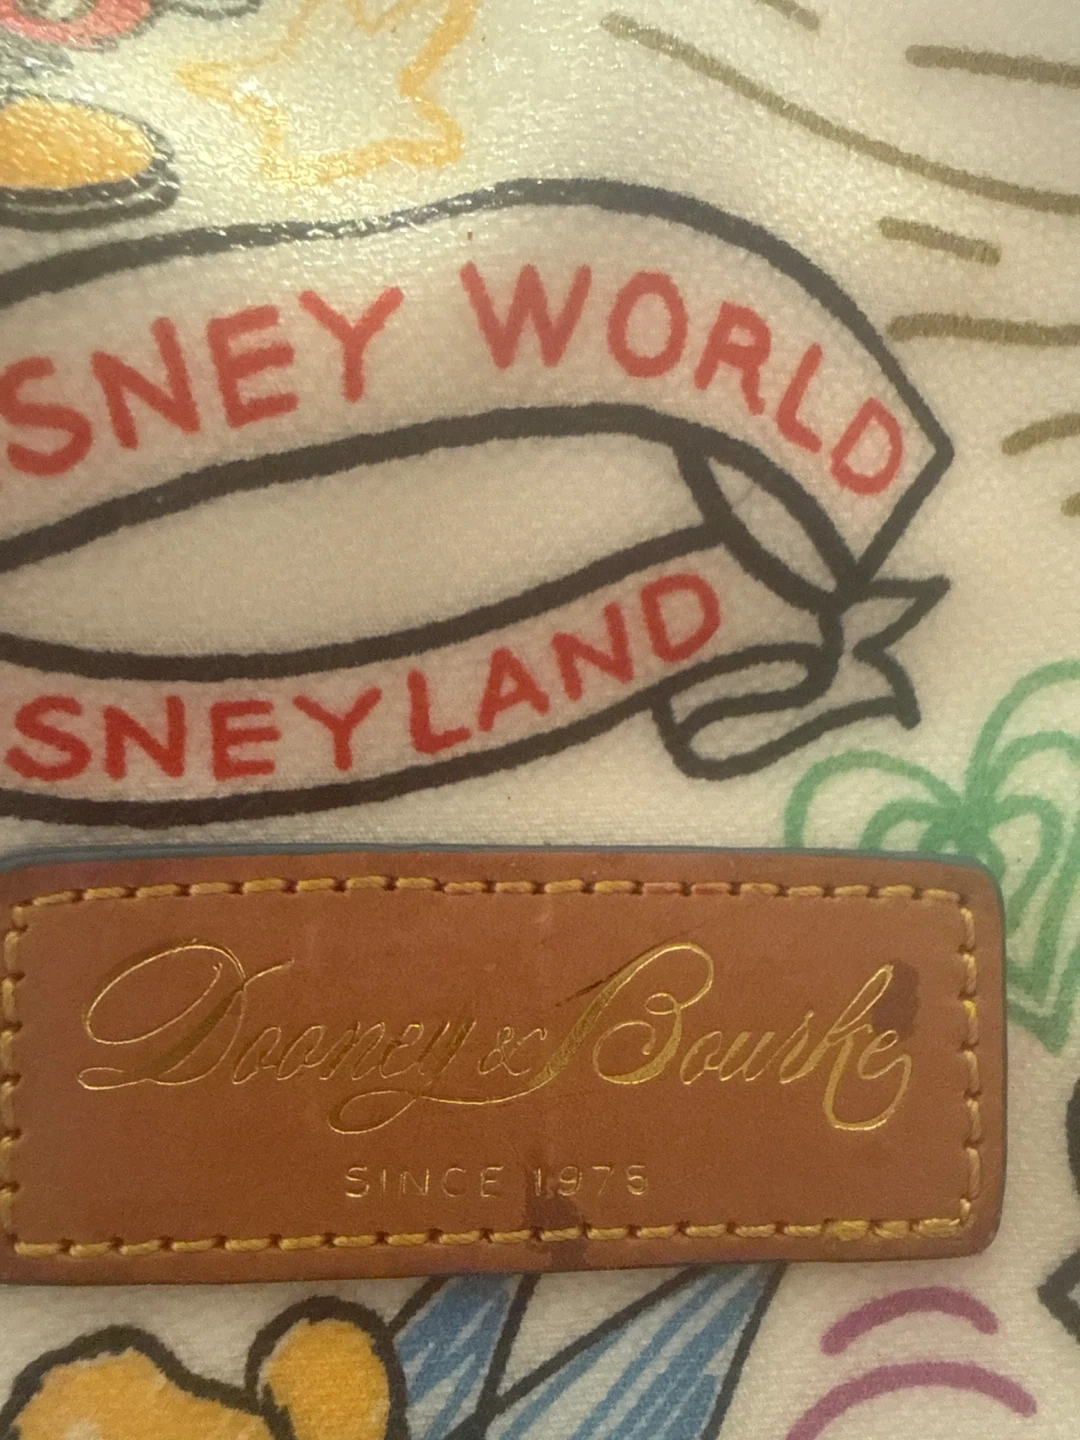 SNEY WORLD
SNEYLAND
Dooney & Bourke
SINCE 1975